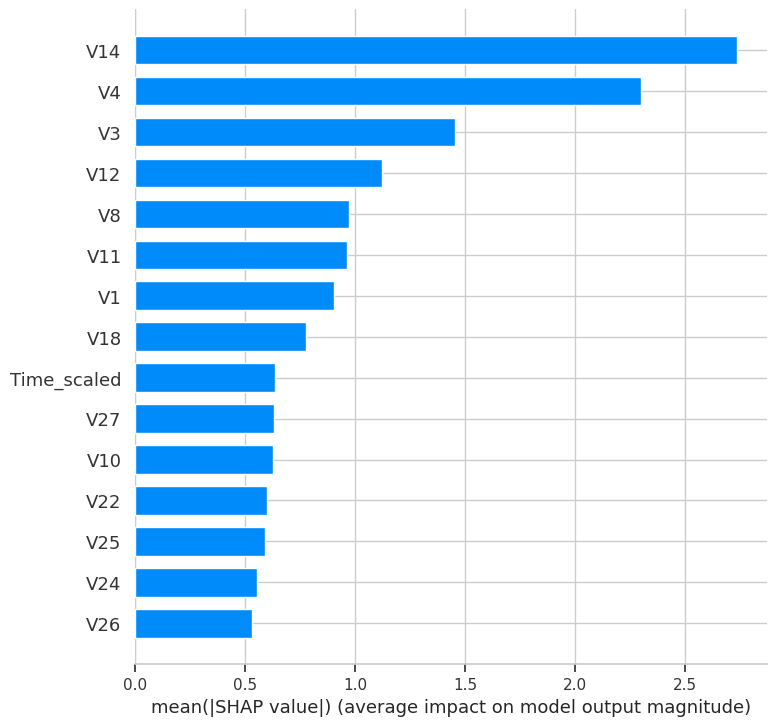 V14
V4
V3
V12
V8
V11
V1
V18
Time_scaled
V27
V10
V22
V25
V24
V26
0.0 0.5 1.0 1.5 2.0 2.5
mean(|SHAP value|) (average impact on model output magnitude)